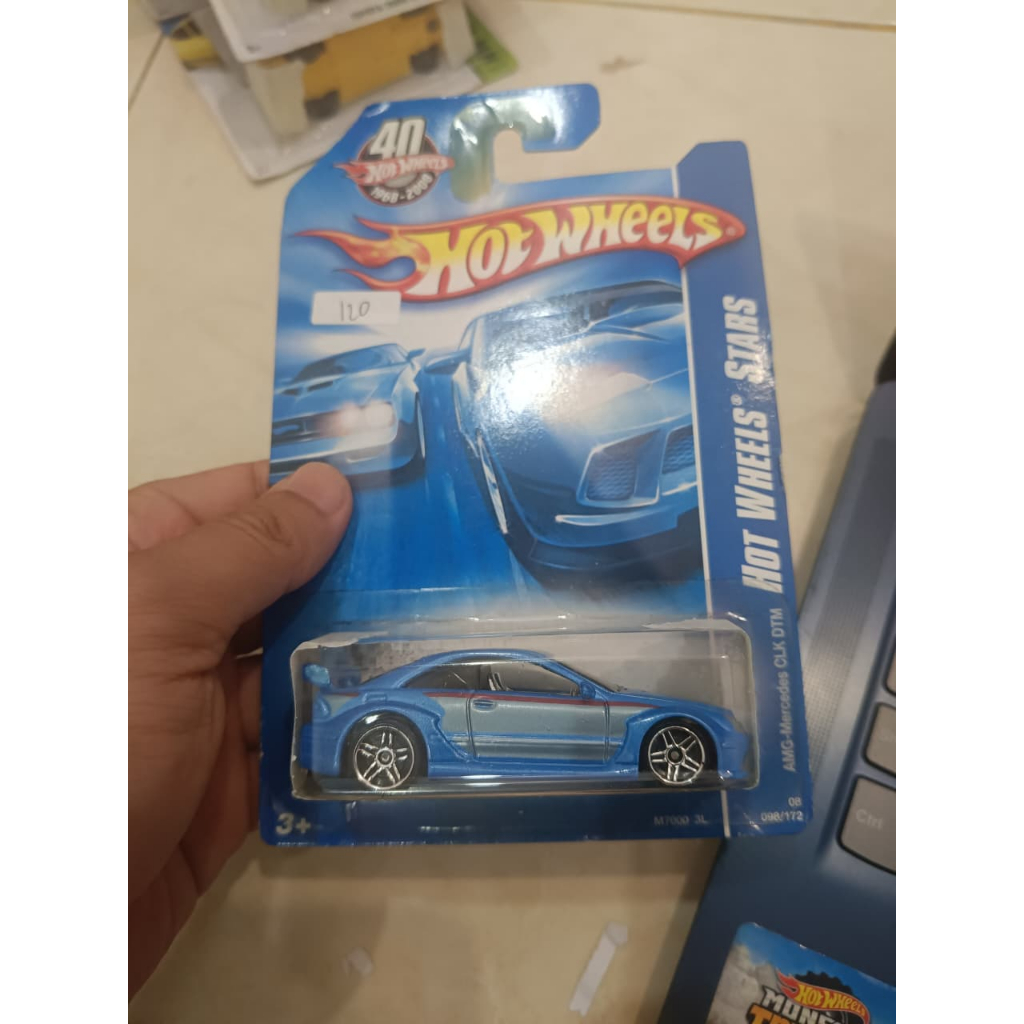 40
HOT WHEELS
1968-2008
HOT WHEELS®
120
HOT WHEELS® STARS
AMG-Mercedes CLK DTM
3+
08
098/172
Ctrl
HOT WHEELS